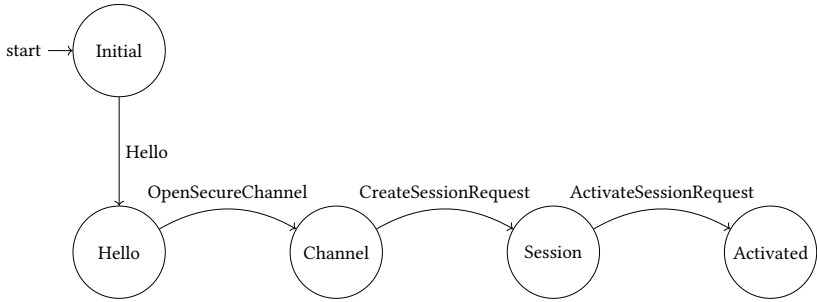 start
Initial
Hello
OpenSecureChannel
CreateSessionRequest
ActivateSessionRequest
Hello
Channel
Session
Activated